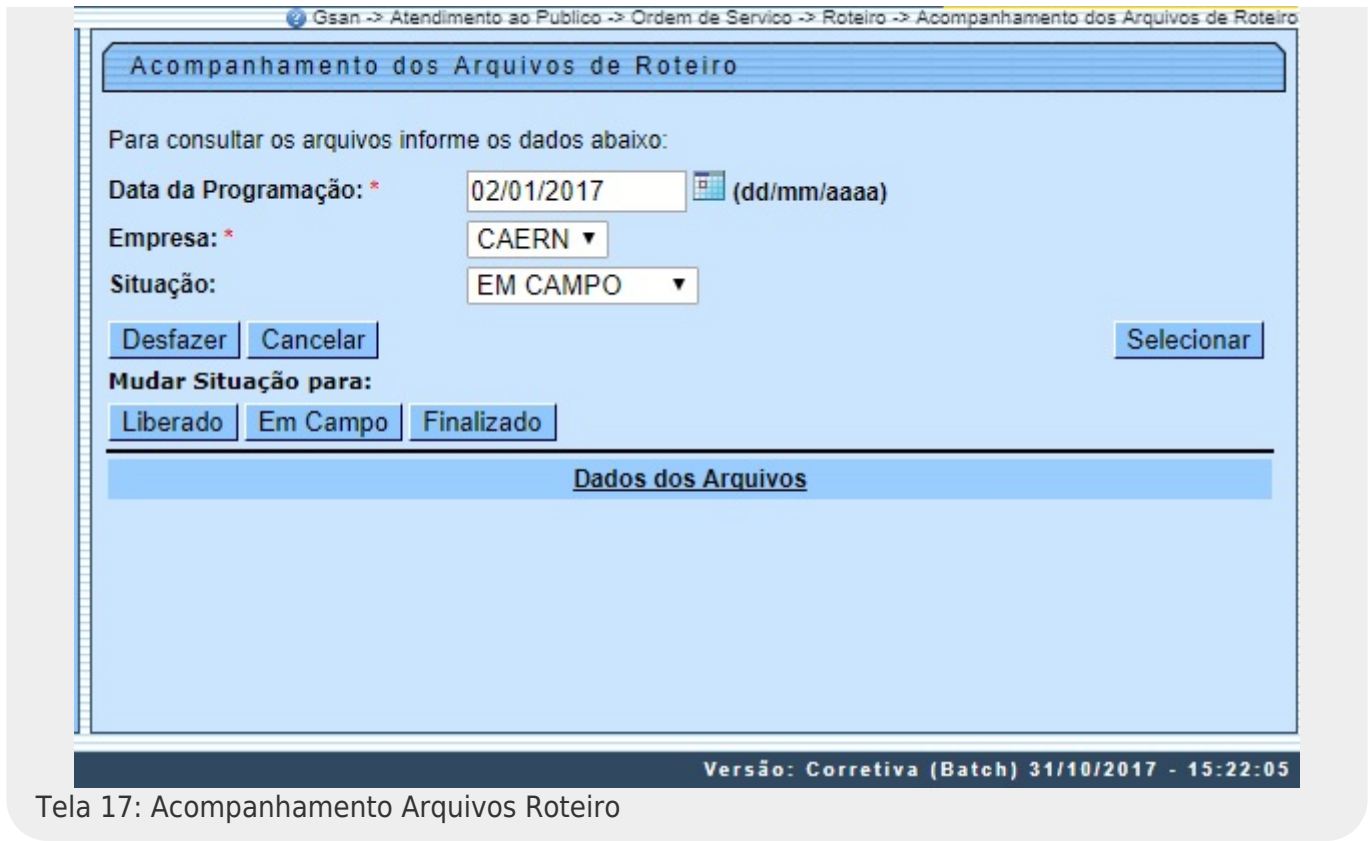 Gsan -> Atendimento ao Publico -> Ordem de Servico -> Roteiro -> Acompanhamento dos Arquivos de Roteiro
Acompanhamento dos Arquivos de Roteiro
Para consultar os arquivos informe os dados abaixo:
Data da Programação: * 02/01/2017 (dd/mm/aaaa)
Empresa: * CAERN
Situação: EM CAMPO
Desfazer Cancelar Selecionar
Mudar Situação para:
Liberado Em Campo Finalizado
Dados dos Arquivos
Versão: Corretiva (Batch) 31/10/2017 - 15:22:05
Tela 17: Acompanhamento Arquivos Roteiro